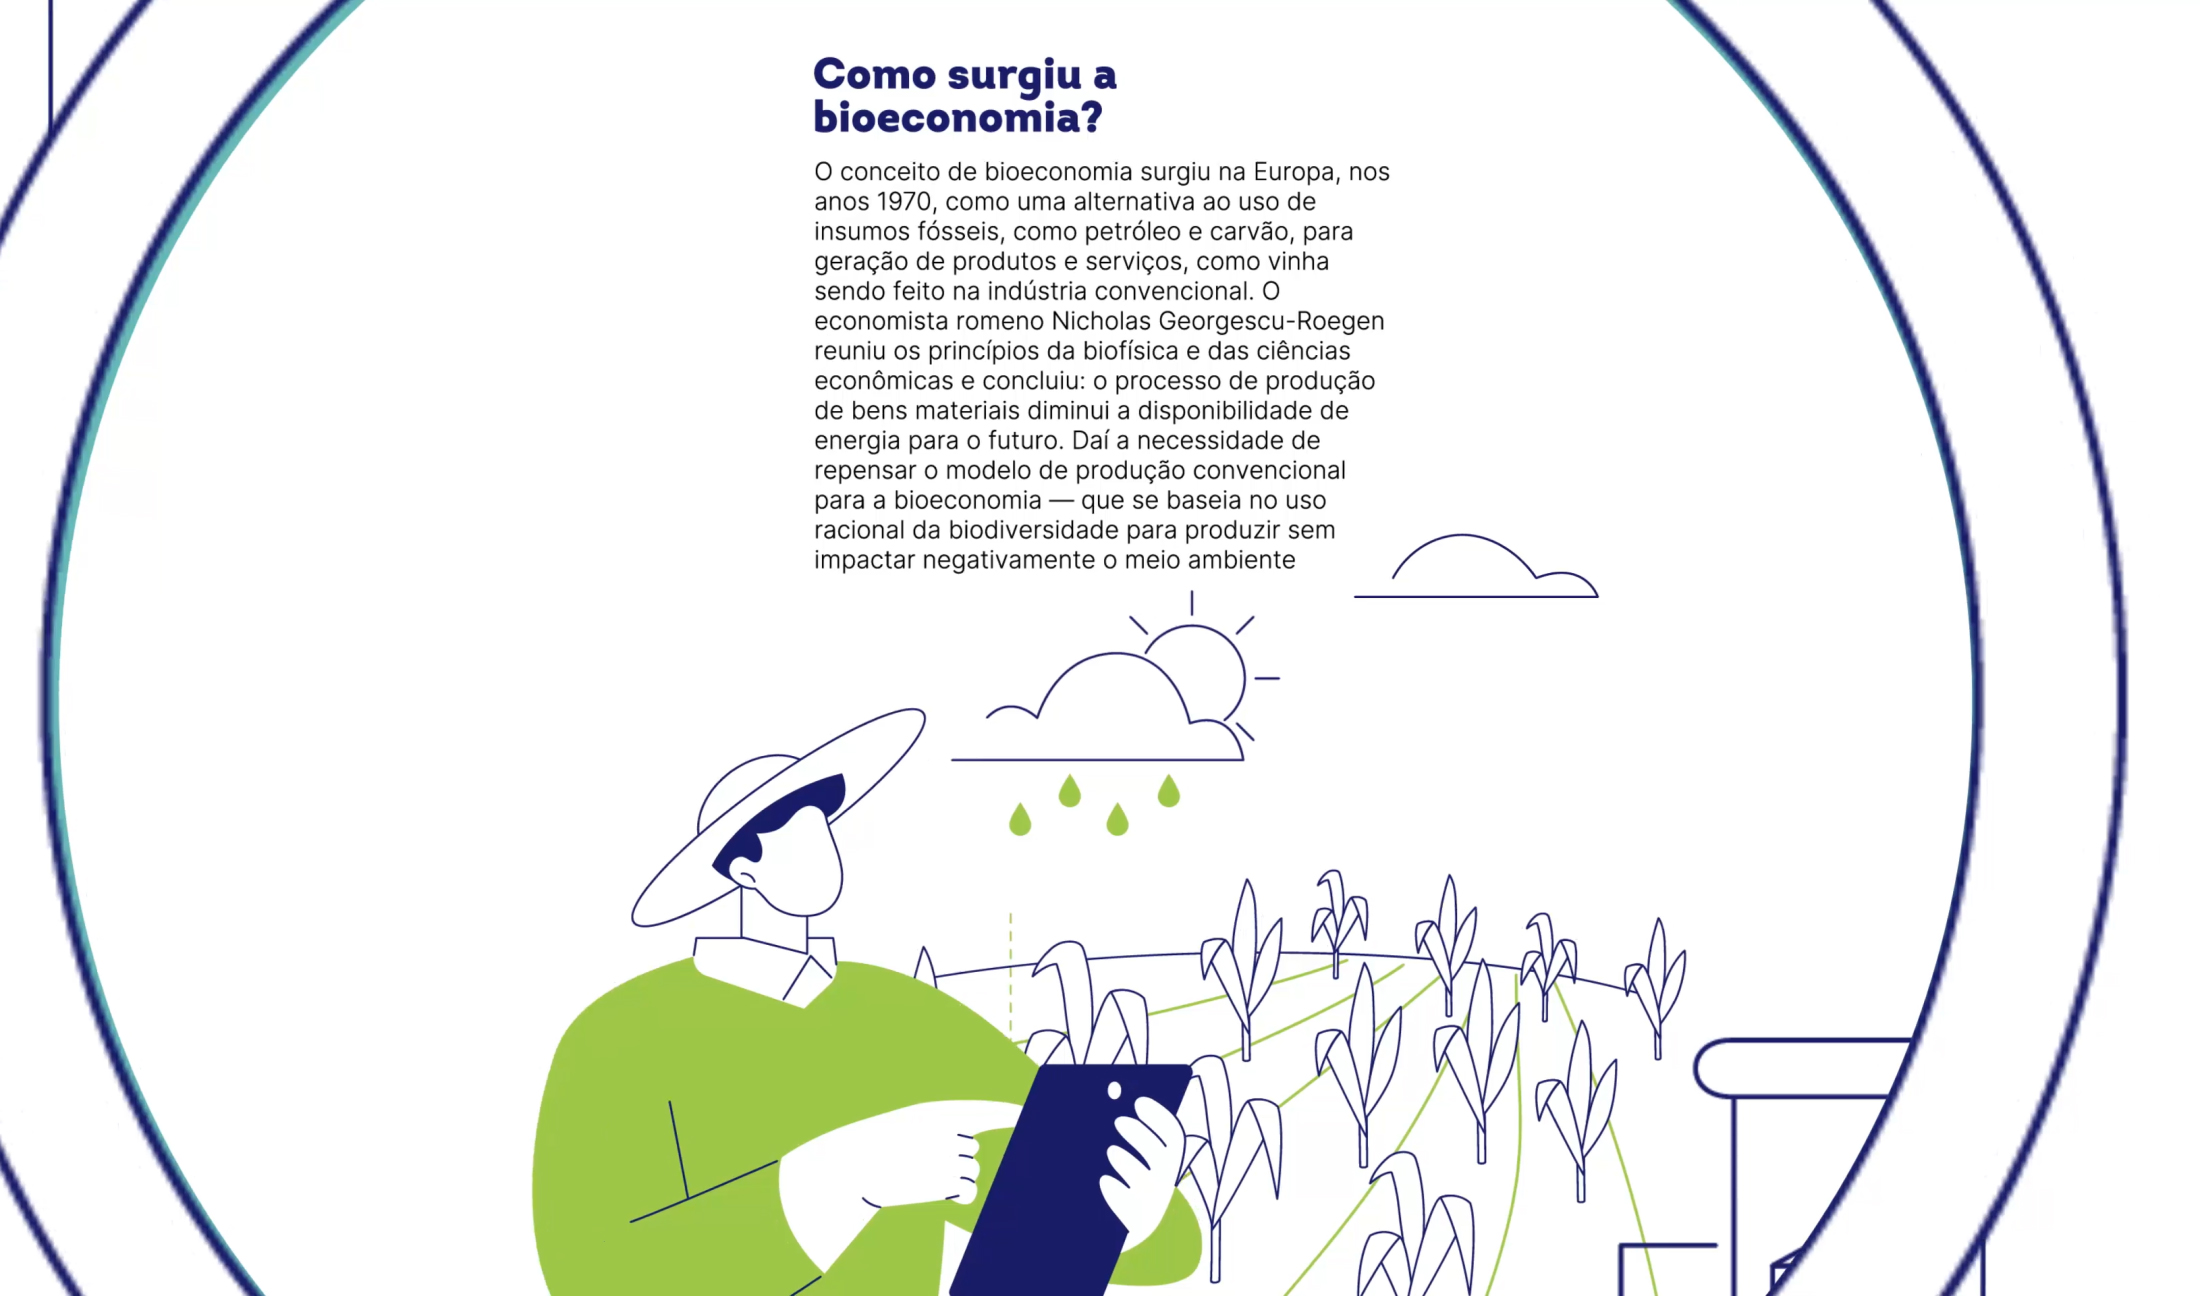 Como surgiu a
bioeconomia?
O conceito de bioeconomia surgiu na Europa, nos
anos 1970, como uma alternativa ao uso de
insumos fósseis, como petróleo e carvão, para
geração de produtos e serviços, como vinha
sendo feito na indústria convencional. O
economista romeno Nicholas Georgescu-Roegen
reuniu os princípios da biofísica e das ciências
econômicas e concluiu: o processo de produção
de bens materiais diminui a disponibilidade de
energia para o futuro. Daí a necessidade de
repensar o modelo de produção convencional
para a bioeconomia — que se baseia no uso
racional da biodiversidade para produzir sem
impactar negativamente o meio ambiente